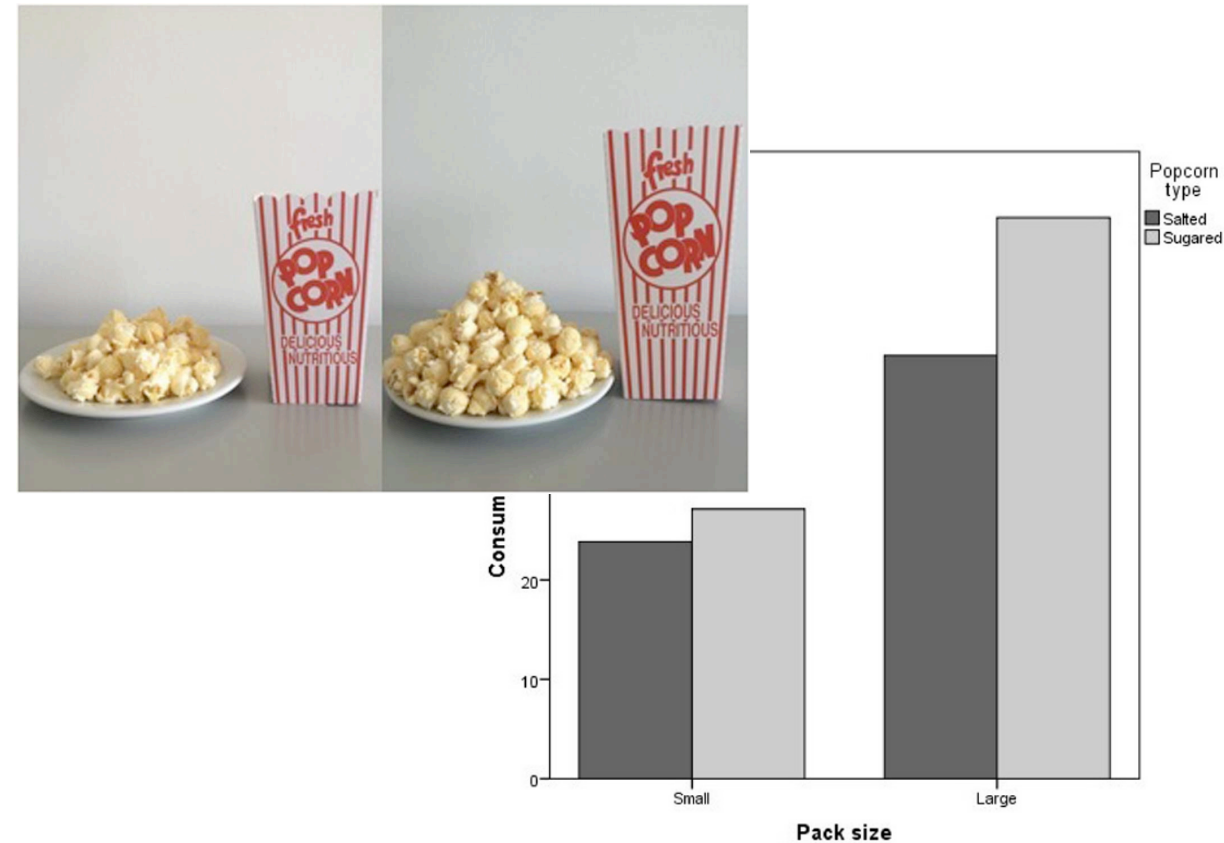 fresh
POP
CORN
DELICIOUS
NUTRITIOUS
fresh
POP
CORN
DELICIOUS
NUTRITIOUS
Popcorn
type
Salted
Sugared
Consum
20
10
0
Small
Large
Pack size